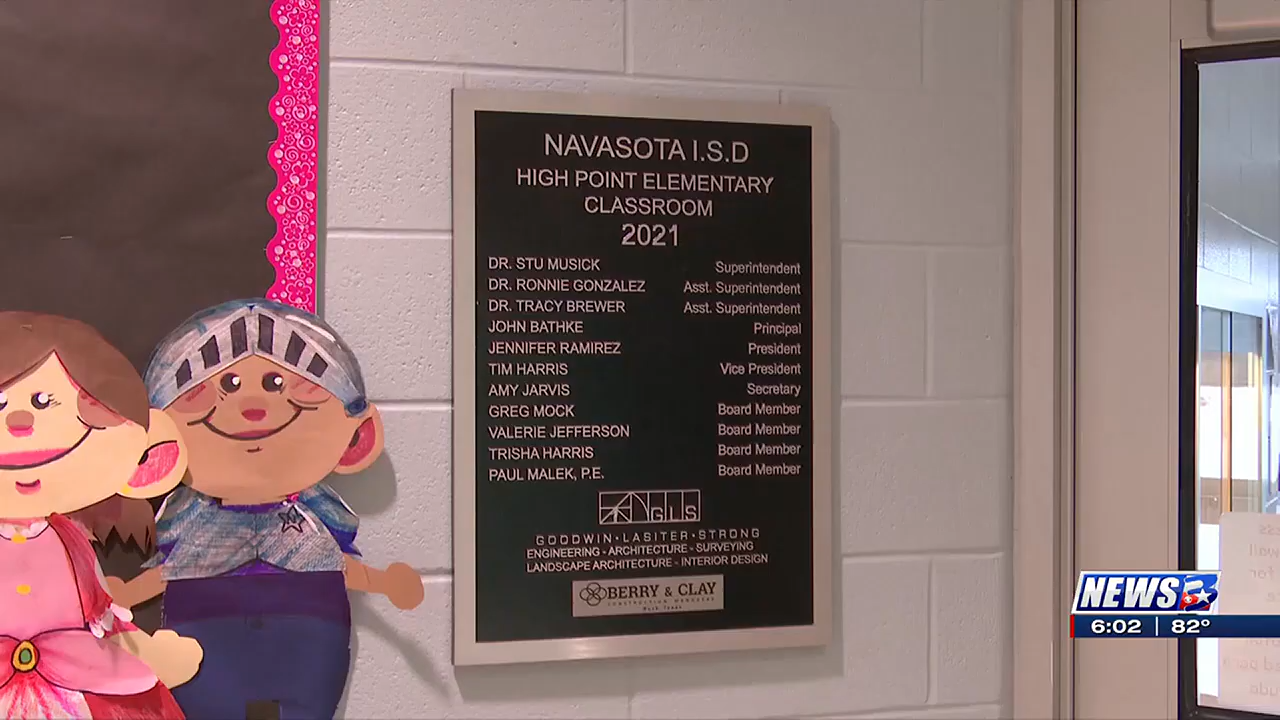 NAVASOTA I.S.D
HIGH POINT ELEMENTARY
CLASSROOM
2021
DR. STU MUSICK Superintendent
DR. RONNIE GONZALEZ Asst. Superintendent
DR. TRACY BREWER Asst. Superintendent
JOHN BATHKE Principal
JENNIFER RAMIREZ President
TIM HARRIS Vice President
AMY JARVIS Secretary
GREG MOCK Board Member
VALERIE JEFFERSON Board Member
TRISHA HARRIS Board Member
PAUL MALEK, P.E. Board Member
GLS
GOODWIN • LASITER • STRONG
ENGINEERING - ARCHITECTURE - SURVEYING
LANDSCAPE ARCHITECTURE - INTERIOR DESIGN
BERRY & CLAY
NEWS 3
6:02 | 82°